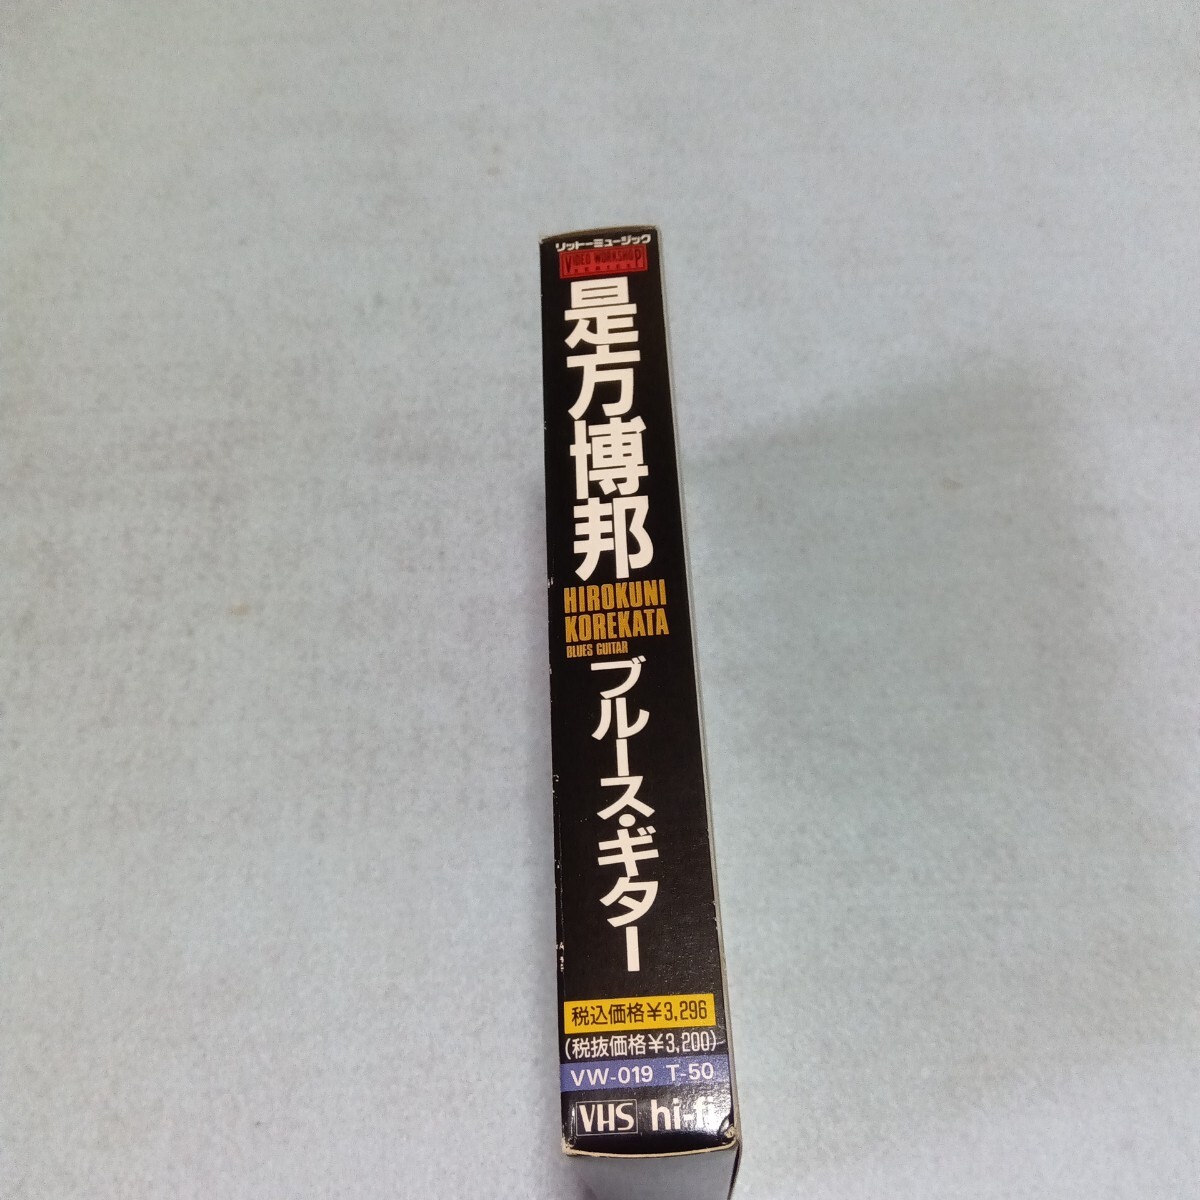 リットーミュージック
VIDEO WORKSHOP
SERIES
是方博邦
HIROKUNI
KOREKATA
BLUES GUITAR
ブルース・ギター
税込価格¥3,296
(税抜価格¥3,200)
VW-019 T-50
VHS hi-fi